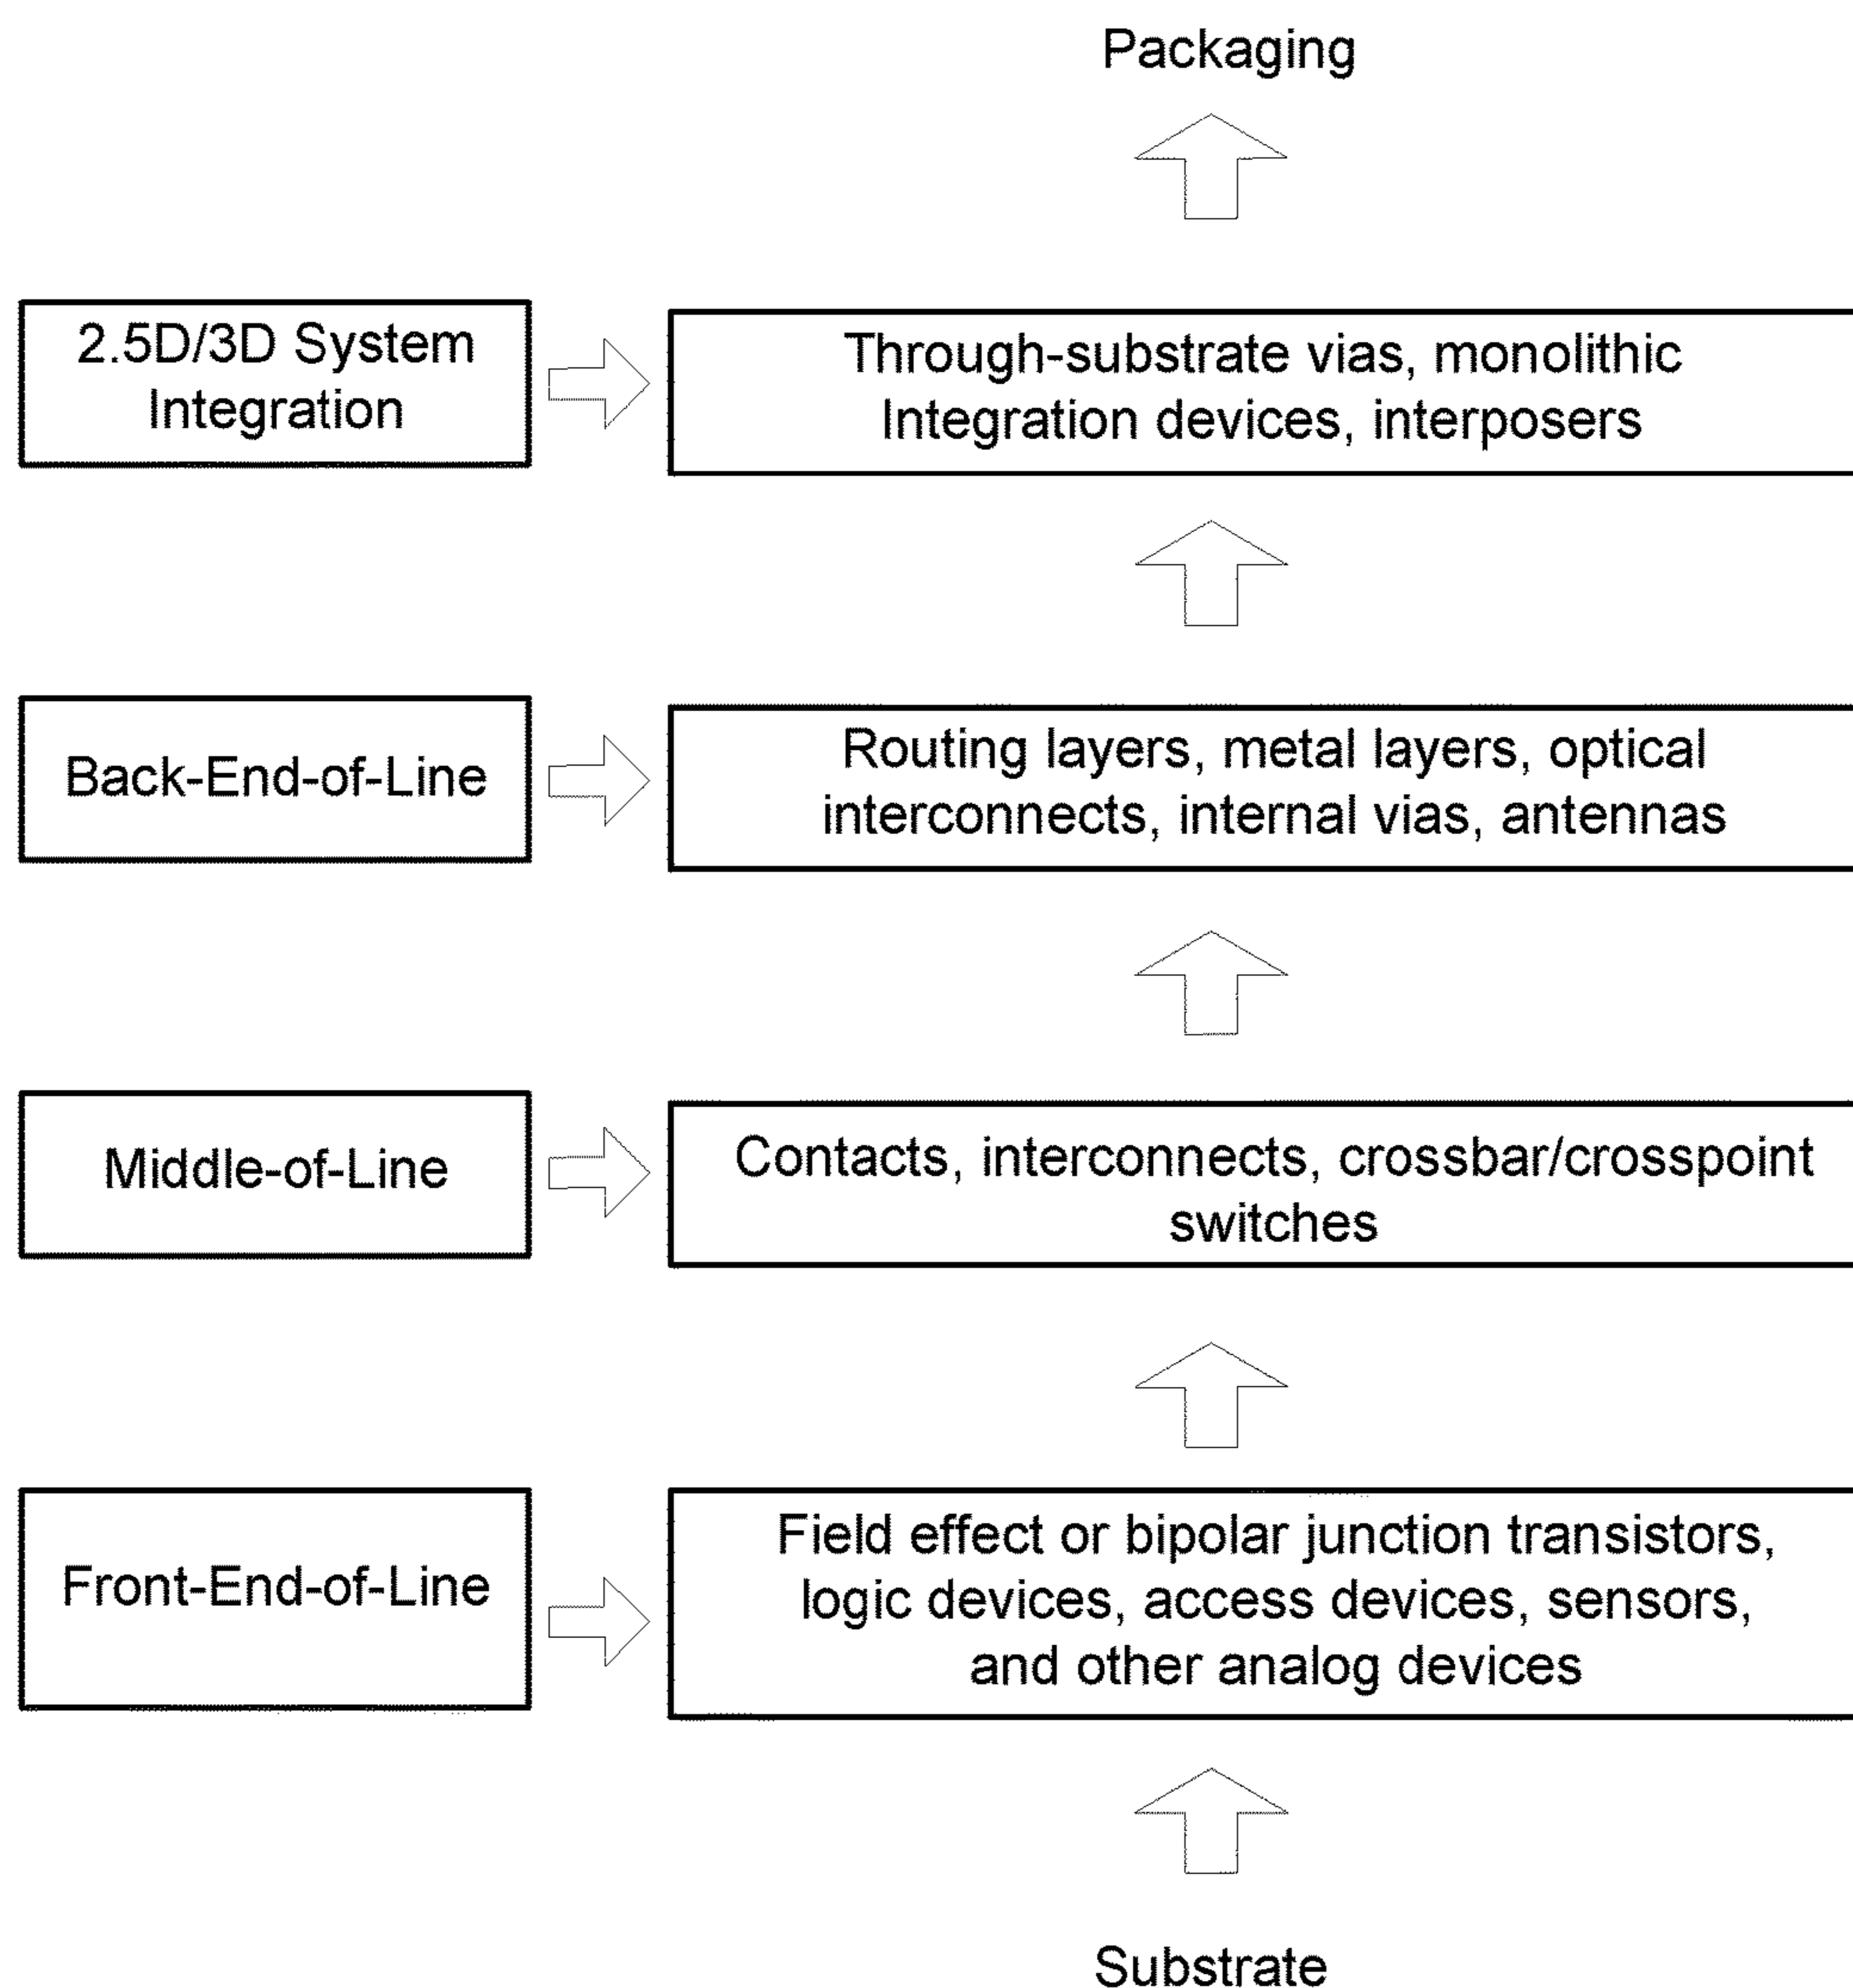 Packaging
2.5D/3D System
Integration
Through-substrate vias, monolithic
Integration devices, interposers
Back-End-of-Line
Routing layers, metal layers, optical
interconnects, internal vias, antennas
Middle-of-Line
Contacts, interconnects, crossbar/crosspoint
switches
Front-End-of-Line
Field effect or bipolar junction transistors,
logic devices, access devices, sensors,
and other analog devices
Substrate